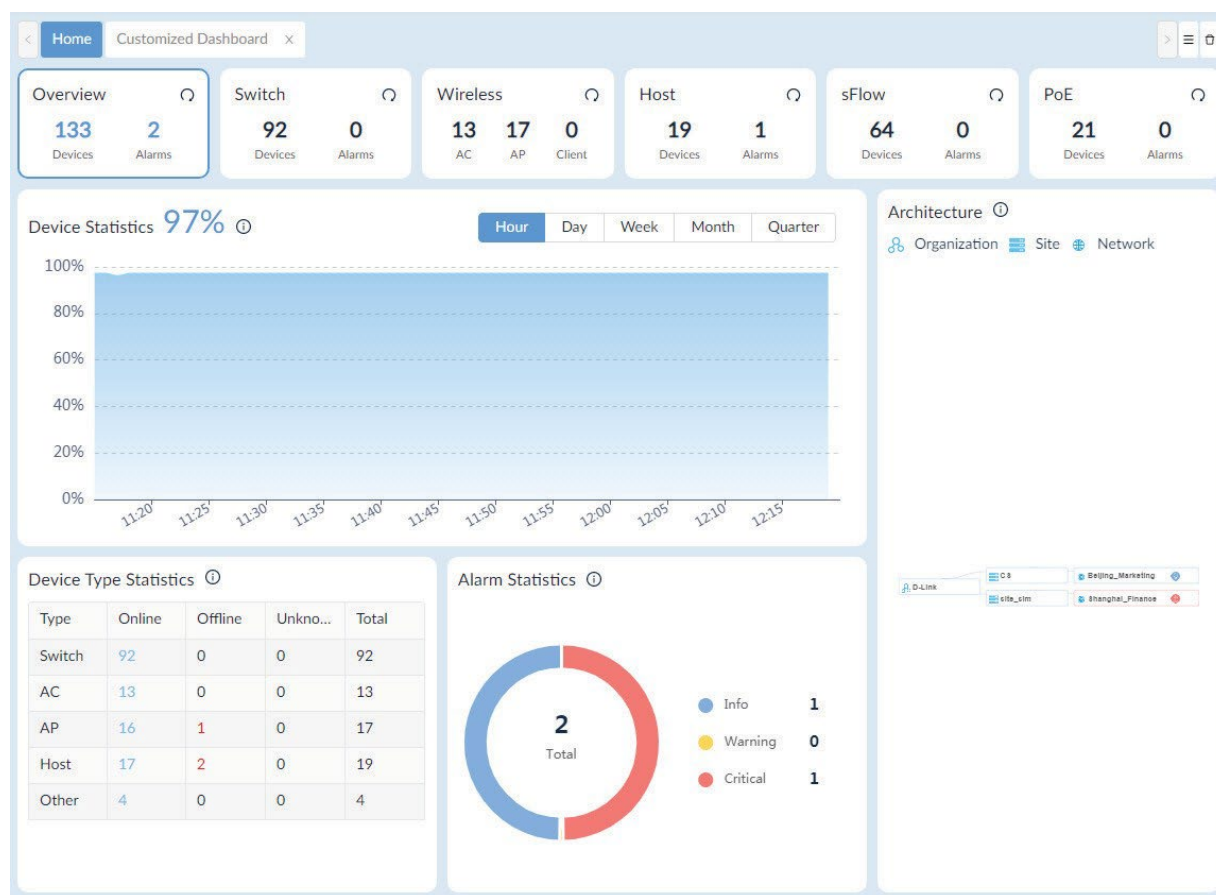 Home Customized Dashboard x
Overview
133 2
Devices Alarms
Switch
92 0
Devices Alarms
Wireless
13 17 0
AC AP Client
Host
19 1
Devices Alarms
sFlow
64 0
Devices Alarms
PoE
21 0
Devices Alarms
Device Statistics 97%
Hour Day Week Month Quarter
100%
80%
60%
40%
20%
0%
11:20 11:25 11:30 11:35 11:40 11:45 11:50 11:55 12:00 12:05 12:10 12:15
Architecture
Organization Site Network
D-Link
C8 Beijing_Marketing
site_sim Shanghai_Finance
Device Type Statistics
Type Online Offline Unkno... Total
Switch 92 0 0 92
AC 13 0 0 13
AP 16 1 0 17
Host 17 2 0 19
Other 4 0 0 4
Alarm Statistics
2
Total
Info 1
Warning 0
Critical 1